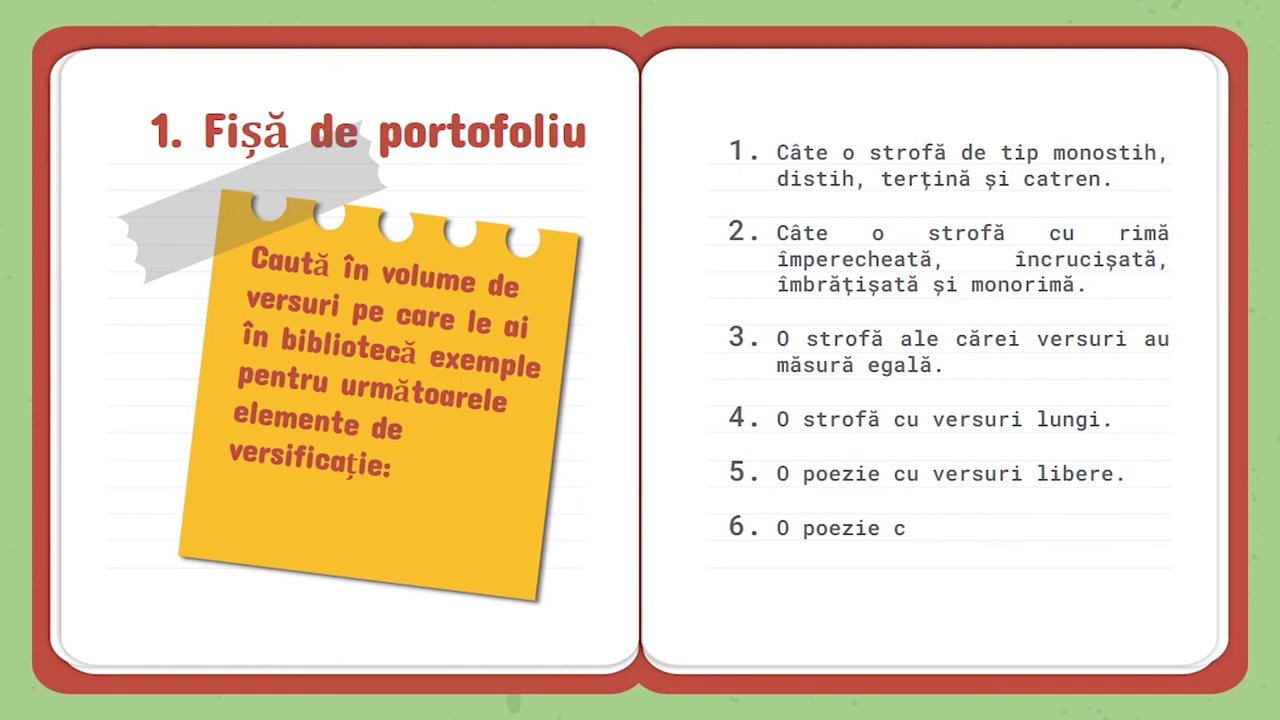 1. Fișă de portofoliu
Caută în volume de
versuri pe care le ai
în bibliotecă exemple
pentru următoarele
elemente de
versificație:
1. Câte o strofă de tip monostih,
distih, terțină și catren.
2. Câte o strofă cu rimă
împerecheată, încrucișată,
îmbrățișată și monorimă.
3. O strofă ale cărei versuri au
măsură egală.
4. O strofă cu versuri lungi.
5. O poezie cu versuri libere.
6. O poezie c